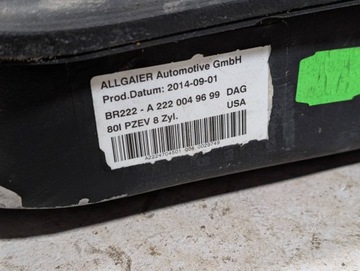 ALLGAIER Automotive GmbH
Prod.Datum: 2014-09-01
BR222 - A 222 004 96 99 DAG
80l PZEV 8 Zyl. USA